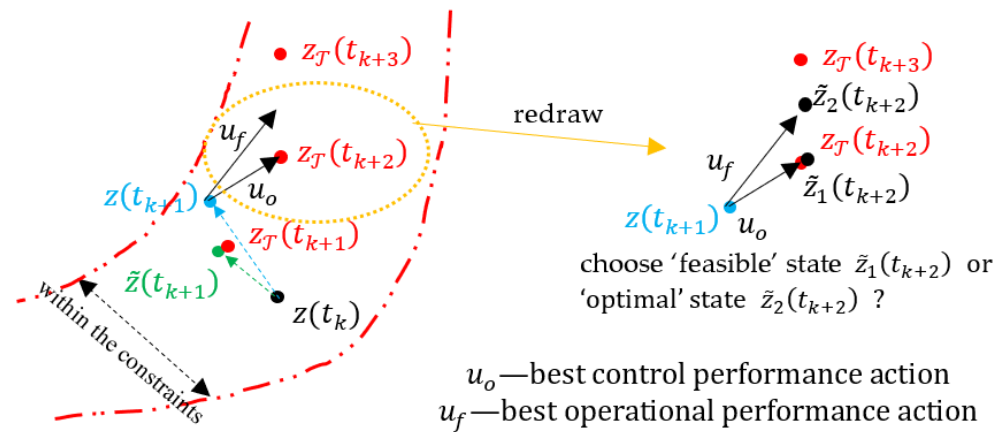 z_𝒯(t_{k+3})
u_f
z_𝒯(t_{k+2})
u_o
z(t_{k+1})
z_𝒯(t_{k+1})
z̃(t_{k+1})
z(t_k)
within the constraints
redraw
z_𝒯(t_{k+3})
z̃_2(t_{k+2})
z_𝒯(t_{k+2})
u_f
z̃_1(t_{k+2})
z(t_{k+1})
u_o
choose ‘feasible’ state z̃_1(t_{k+2}) or
‘optimal’ state z̃_2(t_{k+2}) ?
u_o—best control performance action
u_f—best operational performance action